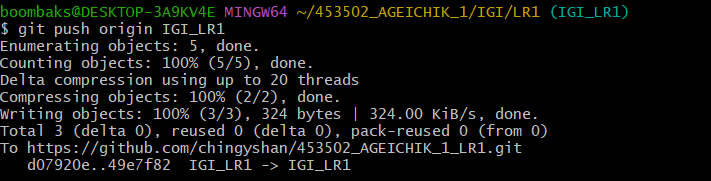 boombaks@DESKTOP-3A9KV4E MINGW64 ~/453502_AGEICHIK_1/IGI/LR1 (IGI_LR1)
$ git push origin IGI_LR1
Enumerating objects: 5, done.
Counting objects: 100% (5/5), done.
Delta compression using up to 20 threads
Compressing objects: 100% (2/2), done.
Writing objects: 100% (3/3), 324 bytes | 324.00 KiB/s, done.
Total 3 (delta 0), reused 0 (delta 0), pack-reused 0 (from 0)
To https://github.com/chingyshan/453502_AGEICHIK_1_LR1.git
   d07920e..49e7f82  IGI_LR1 -> IGI_LR1